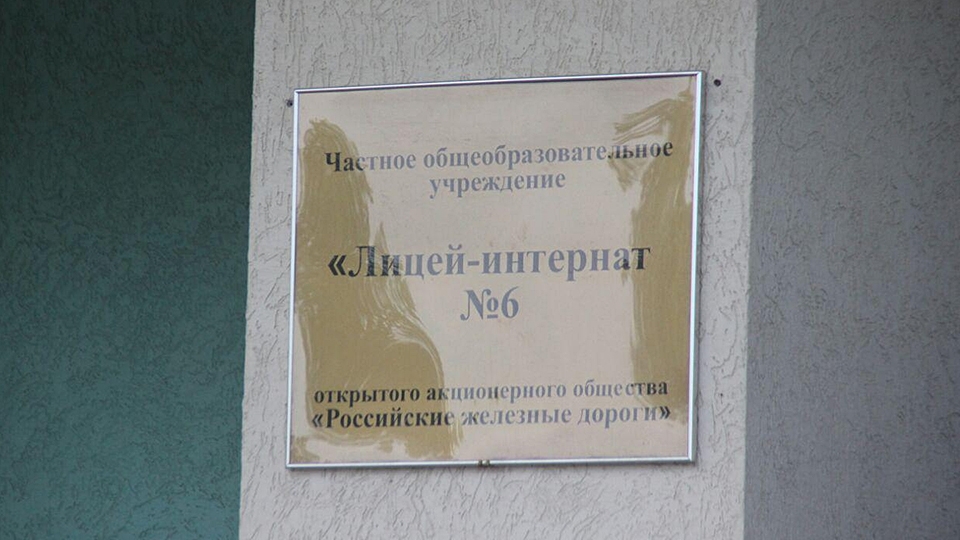 Частное общеобразовательное
учреждение
«Лицей-интернат
№6
открытого акционерного общества
«Российские железные дороги»